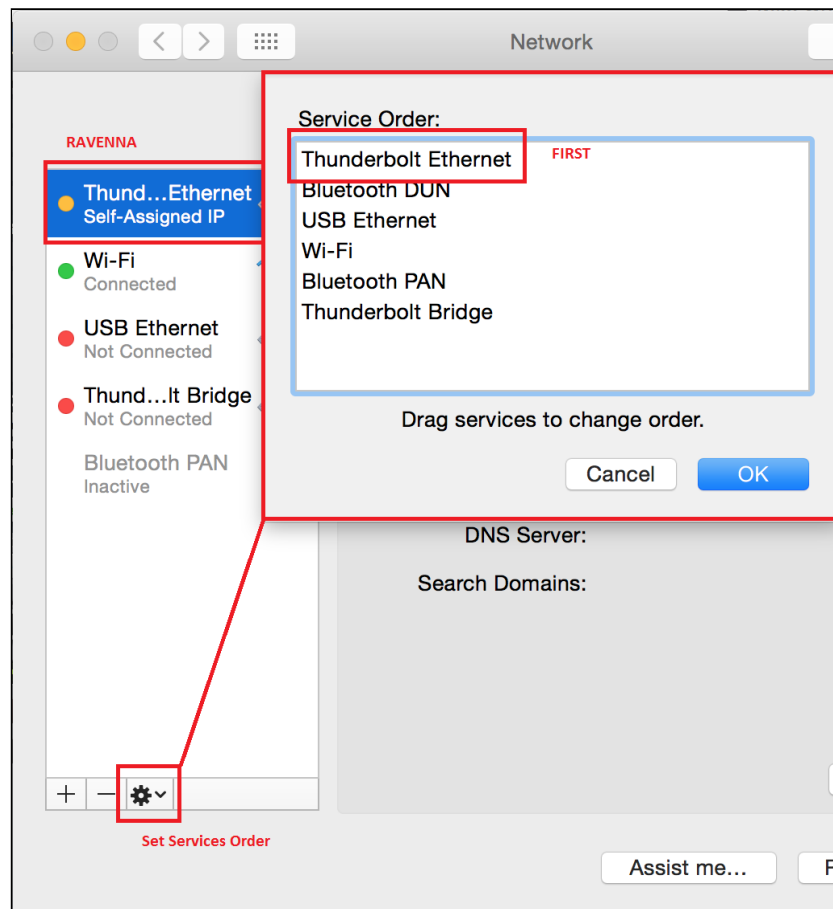 Network
Service Order:
RAVENNA
Thunderbolt Ethernet
FIRST
Thund...Ethernet
Self-Assigned IP
Bluetooth DUN
USB Ethernet
Wi-Fi
Bluetooth PAN
Thunderbolt Bridge
Wi-Fi
Connected
USB Ethernet
Not Connected
Thund...lt Bridge
Not Connected
Drag services to change order.
Bluetooth PAN
Inactive
Cancel
OK
DNS Server:
Search Domains:
Set Services Order
Assist me...